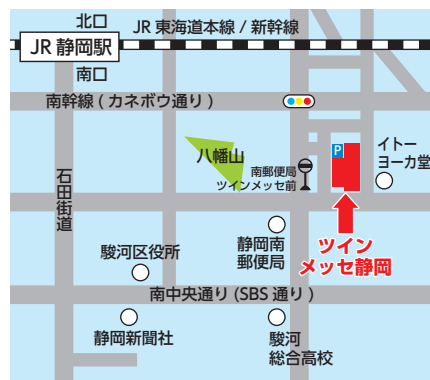 北口
JR 東海道本線 / 新幹線
JR 静岡駅
南口
南幹線 ( カネボウ通り )
P
イトー
ヨーカ堂
八幡山
南郵便局
ツインメッセ前
石田街道
静岡南
郵便局
ツイン
メッセ静岡
駿河区役所
南中央通り (SBS 通り )
静岡新聞社
駿河
総合高校